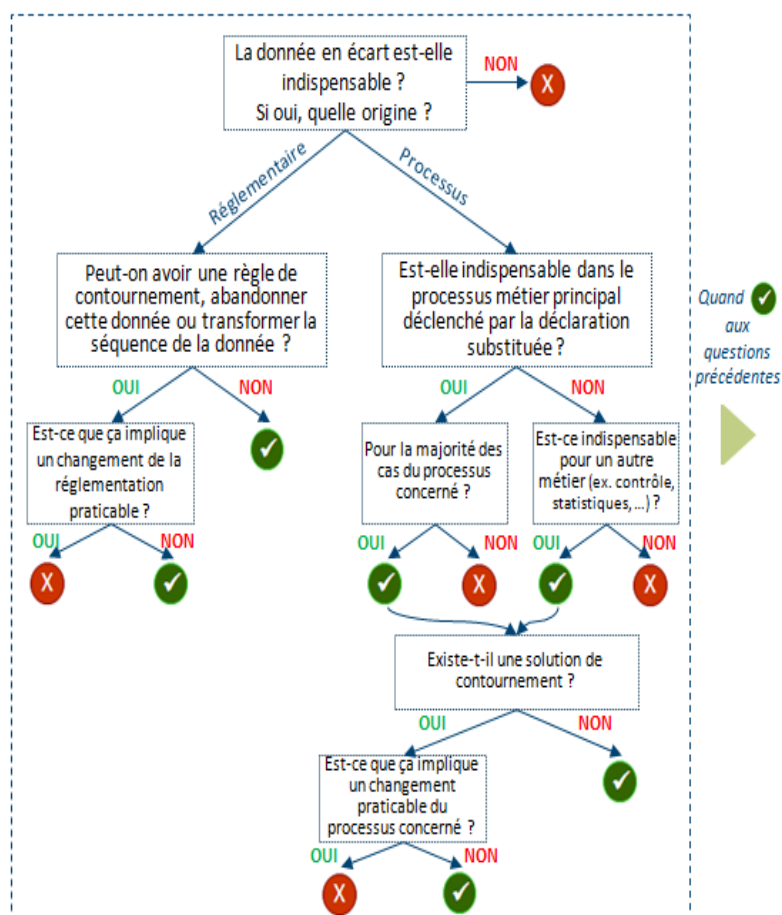 La donnée en écart est-elle
indispensable ?
Si oui, quelle origine ?
NON
X
Réglementaire
Processus
Peut-on avoir une règle de
contournement, abandonner
cette donnée ou transformer la
séquence de la donnée ?
Est-elle indispensable dans le
processus métier principal
déclenché par la déclaration
substituée ?
Quand
aux
questions
précédentes
OUI
NON
OUI
NON
Est-ce que ça implique
un changement de la
réglementation
praticable ?
Pour la majorité des
cas du processus
concerné ?
Est-ce indispensable
pour un autre
métier (ex. contrôle,
statistiques, ...) ?
OUI
NON
OUI
NON
OUI
NON
X
X
X
Existe-t-il une solution de
contournement ?
OUI
NON
Est-ce que ça implique
un changement
praticable du
processus concerné ?
OUI
NON
X